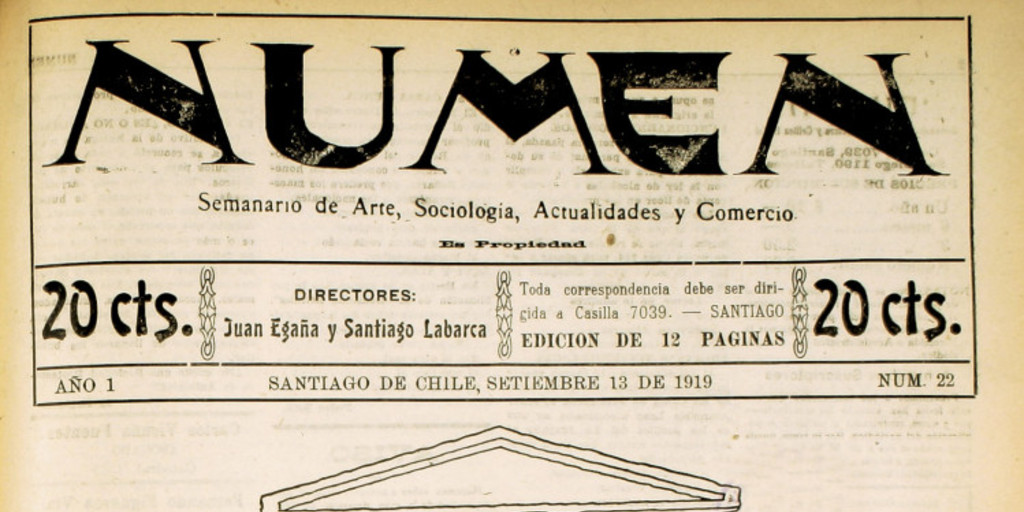 NUMEN
Semanario de Arte, Sociologia, Actualidades y Comercio
Es Propiedad
20 cts.
DIRECTORES:
Juan Egaña y Santiago Labarca
Toda correspondencia debe ser diri-
gida a Casilla 7039. — SANTIAGO
EDICION DE 12 PAGINAS
20 cts.
AÑO 1 SANTIAGO DE CHILE, SETIEMBRE 13 DE 1919 NUM. 22